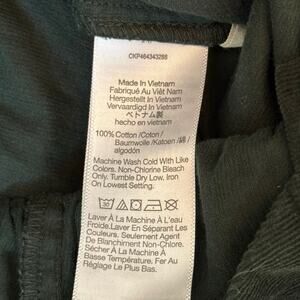 CKP464343288
Made In Vietnam
Fabriqué Au Viêt Nam
Hergestellt In Vietnam
Vervaardigd In Vietnam
ベトナム製
hecho en vietnam
100% Cotton /Coton /
Baumwolle /Katoen / 綿 /
algodón
Machine Wash Cold With Like
Colors. Non-Chlorine Bleach
Only. Tumble Dry Low. Iron
On Lowest Setting.
Laver À La Machine À L'eau
Froide.Laver En Séparant Les
Couleurs. Seulement Agent
De Blanchiment Non-Chlore.
Sécher À La Machine À
Basse Température. Fer Au
Réglage Le Plus Bas.